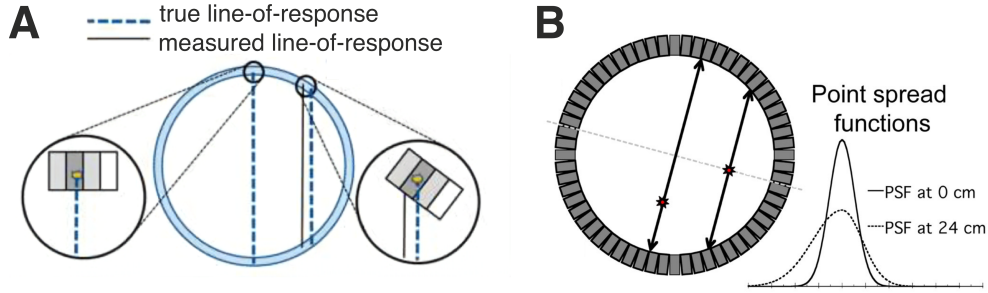 A
true line-of-response
measured line-of-response
B
Point spread
functions
PSF at 0 cm
PSF at 24 cm